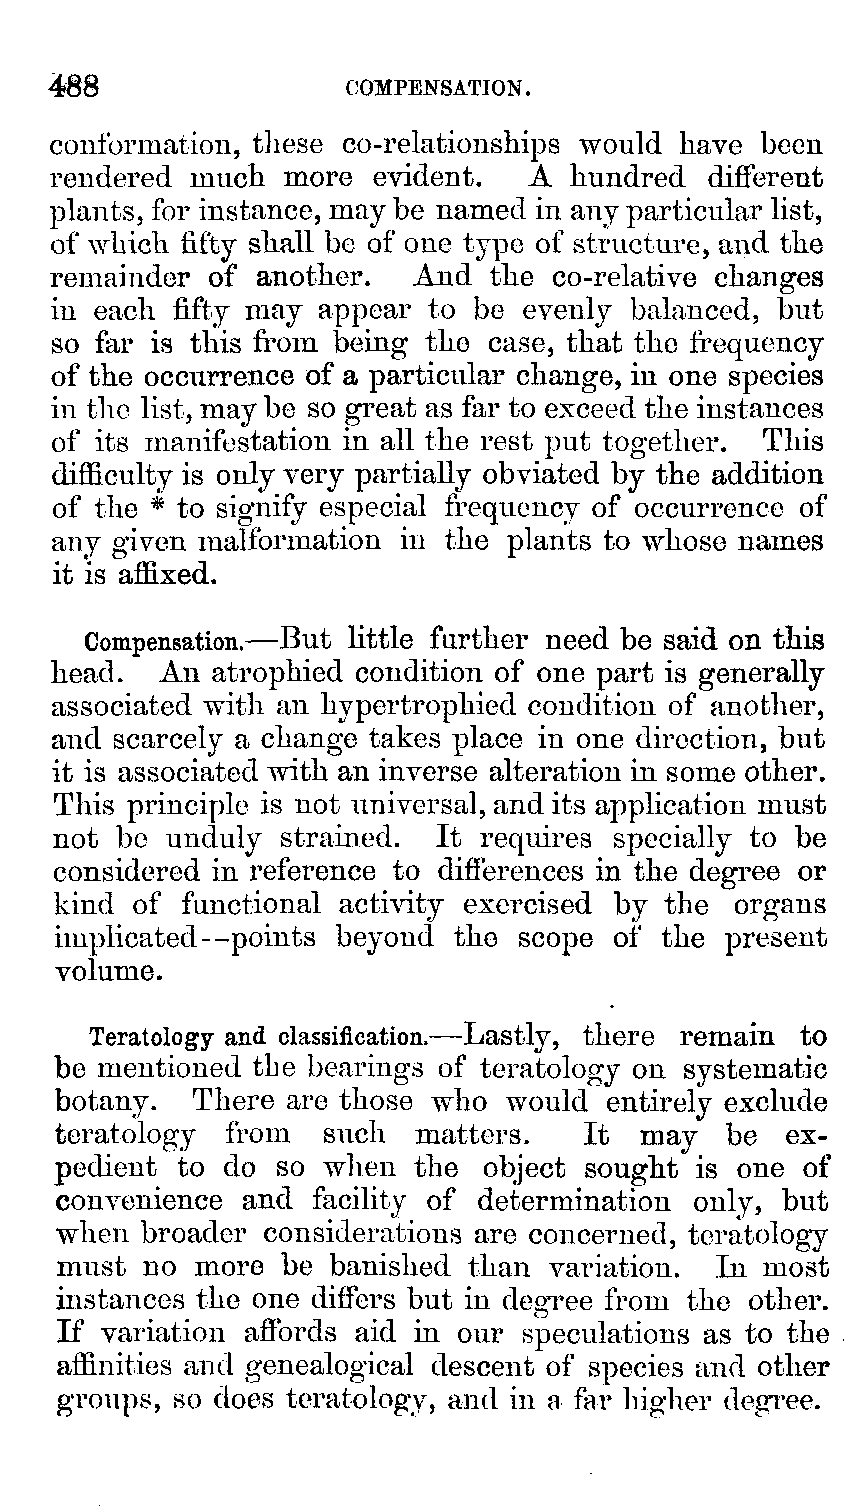 488 COMPENSATION.
conformation, these co-relationships would have been
rendered much more evident. A hundred different
plants, for instance, may be named in any particular list,
of which fifty shall be of one type of structure, and the
remainder of another. And the co-relative changes
in each fifty may appear to be evenly balanced, but
so far is this from being the case, that the frequency
of the occurrence of a particular change, in one species
in the list, may be so great as far to exceed the instances
of its manifestation in all the rest put together. This
difficulty is only very partially obviated by the addition
of the * to signify especial frequency of occurrence of
any given malformation in the plants to whose names
it is affixed.
Compensation.—But little further need be said on this
head. An atrophied condition of one part is generally
associated with an hypertrophied condition of another,
and scarcely a change takes place in one direction, but
it is associated with an inverse alteration in some other.
This principle is not universal, and its application must
not be unduly strained. It requires specially to be
considered in reference to differences in the degree or
kind of functional activity exercised by the organs
implicated--points beyond the scope of the present
volume.
Teratology and classification.—Lastly, there remain to
be mentioned the bearings of teratology on systematic
botany. There are those who would entirely exclude
teratology from such matters. It may be ex-
pedient to do so when the object sought is one of
convenience and facility of determination only, but
when broader considerations are concerned, teratology
must no more be banished than variation. In most
instances the one differs but in degree from the other.
If variation affords aid in our speculations as to the
affinities and genealogical descent of species and other
groups, so does teratology, and in a far higher degree.